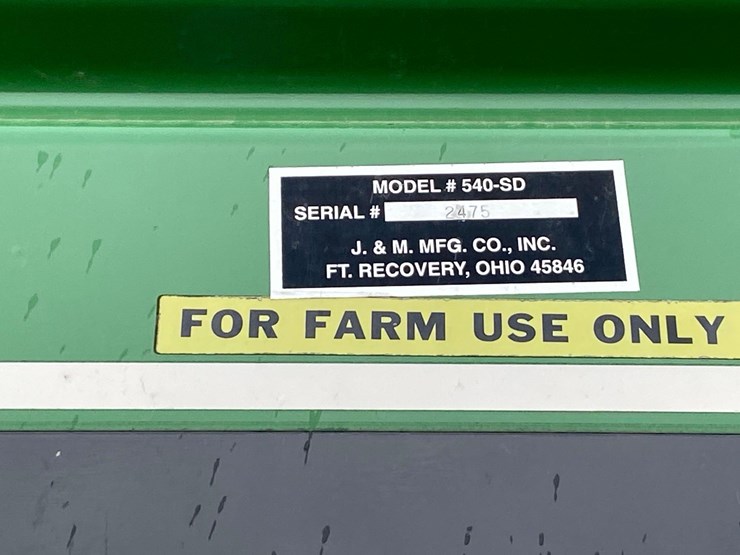 MODEL # 540-SD
SERIAL # 2475
J. & M. MFG. CO., INC.
FT. RECOVERY, OHIO 45846
FOR FARM USE ONLY